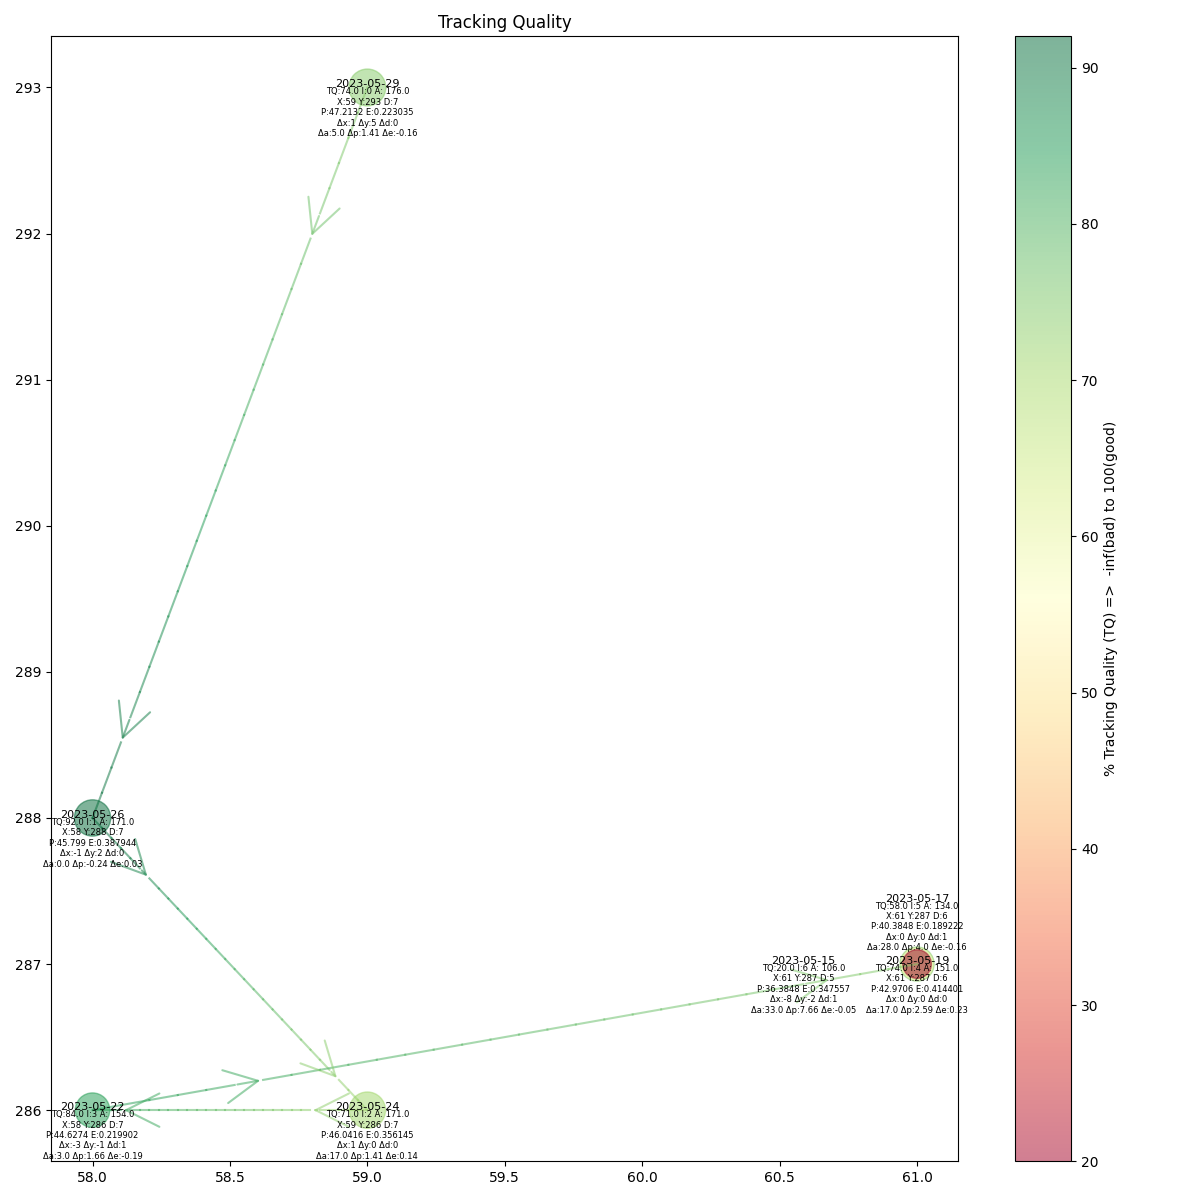 Tracking Quality
293
292
291
290
289
288
287
286
58.0
58.5
59.0
59.5
60.0
60.5
61.0
2023-05-29
TQ:74.0 I:0 A: 176.0
X:59 Y:293 D:7
P:47.2132 E:0.223035
Δx:1 Δy:5 Δd:0
Δa:5.0 Δp:1.41 Δe:-0.16
2023-05-26
TQ:92.0 I:1 A: 171.0
X:58 Y:288 D:7
P:45.799 E:0.387944
Δx:-1 Δy:2 Δd:0
Δa:0.0 Δp:-0.24 Δe:0.03
2023-05-17
TQ:58.0 I:5 A: 134.0
X:61 Y:287 D:6
P:40.3848 E:0.189222
Δx:0 Δy:0 Δd:1
Δa:28.0 Δp:4.0 Δe:-0.16
2023-05-15
TQ:20.0 I:6 A: 106.0
X:61 Y:287 D:5
P:36.3848 E:0.347557
Δx:-8 Δy:-2 Δd:1
Δa:33.0 Δp:7.66 Δe:-0.05
2023-05-19
TQ:74.0 I:4 A: 151.0
X:61 Y:287 D:6
P:42.9706 E:0.414401
Δx:0 Δy:0 Δd:0
Δa:17.0 Δp:2.59 Δe:0.23
2023-05-22
TQ:84.0 I:3 A: 154.0
X:58 Y:286 D:7
P:44.6274 E:0.219902
Δx:-3 Δy:-1 Δd:1
Δa:3.0 Δp:1.66 Δe:-0.19
2023-05-24
TQ:71.0 I:2 A: 171.0
X:59 Y:286 D:7
P:46.0416 E:0.356145
Δx:1 Δy:0 Δd:0
Δa:17.0 Δp:1.41 Δe:0.14
90
80
70
60
50
40
30
20
% Tracking Quality (TQ) => -inf(bad) to 100(good)